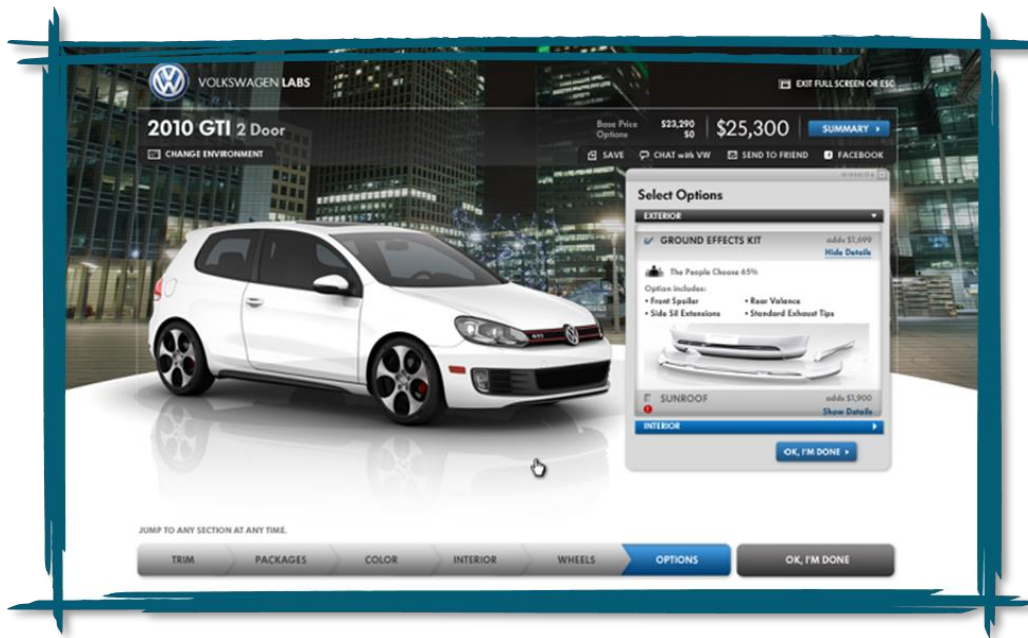 VOLKSWAGEN LABS
EXIT FULL SCREEN OR ESC
2010 GTI 2 Door
Base Price $23,290
Options $0
$25,300
SUMMARY
CHANGE ENVIRONMENT
SAVE
CHAT with VW
SEND TO FRIEND
FACEBOOK
Select Options
EXTERIOR
GROUND EFFECTS KIT
adds $1,699
Hide Details
The People Choose 65%
Option includes:
• Front Spoiler
• Rear Valance
• Side Sil Extensions
• Standard Exhaust Tips
SUNROOF
adds $1,900
Show Details
INTERIOR
OK, I'M DONE
GTI
JUMP TO ANY SECTION AT ANY TIME.
TRIM
PACKAGES
COLOR
INTERIOR
WHEELS
OPTIONS
OK, I'M DONE